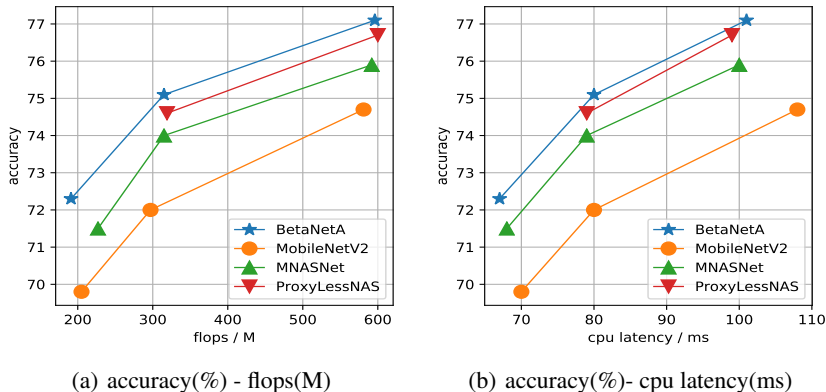 77
76
75
74
73
72
71
70
accuracy
200
300
400
500
600
flops / M
BetaNetA
MobileNetV2
MNASNet
ProxyLessNAS
(a) accuracy(%) - flops(M)
77
76
75
74
73
72
71
70
accuracy
70
80
90
100
110
cpu latency / ms
BetaNetA
MobileNetV2
MNASNet
ProxyLessNAS
(b) accuracy(%)- cpu latency(ms)